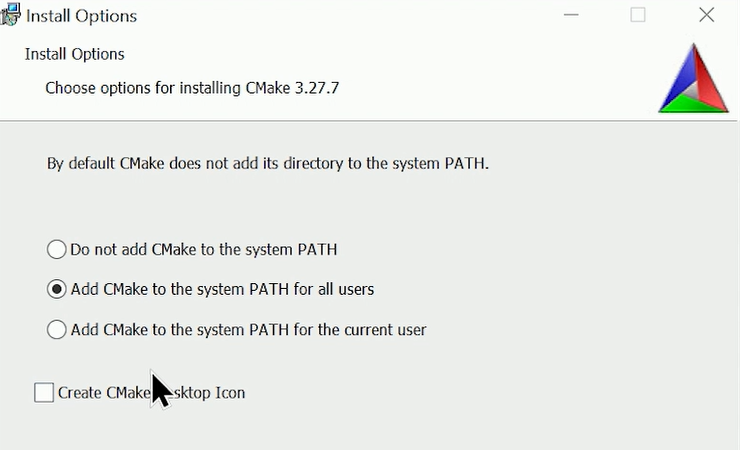 Install Options
Install Options
Choose options for installing CMake 3.27.7
By default CMake does not add its directory to the system PATH.
Do not add CMake to the system PATH
Add CMake to the system PATH for all users
Add CMake to the system PATH for the current user
Create CMake sktop Icon